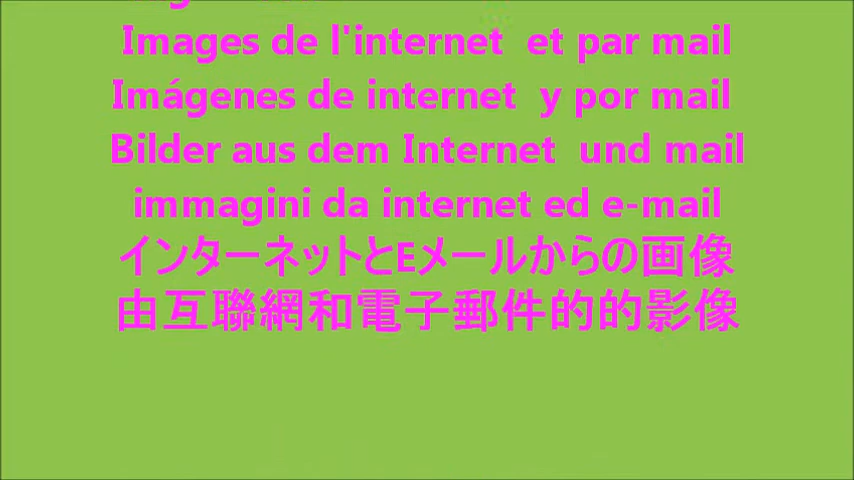 Images de l'internet et par mail
Imágenes de internet y por mail
Bilder aus dem Internet und mail
immagini da internet ed e-mail
インターネットとEメールからの画像
由互聯網和電子郵件的的影像